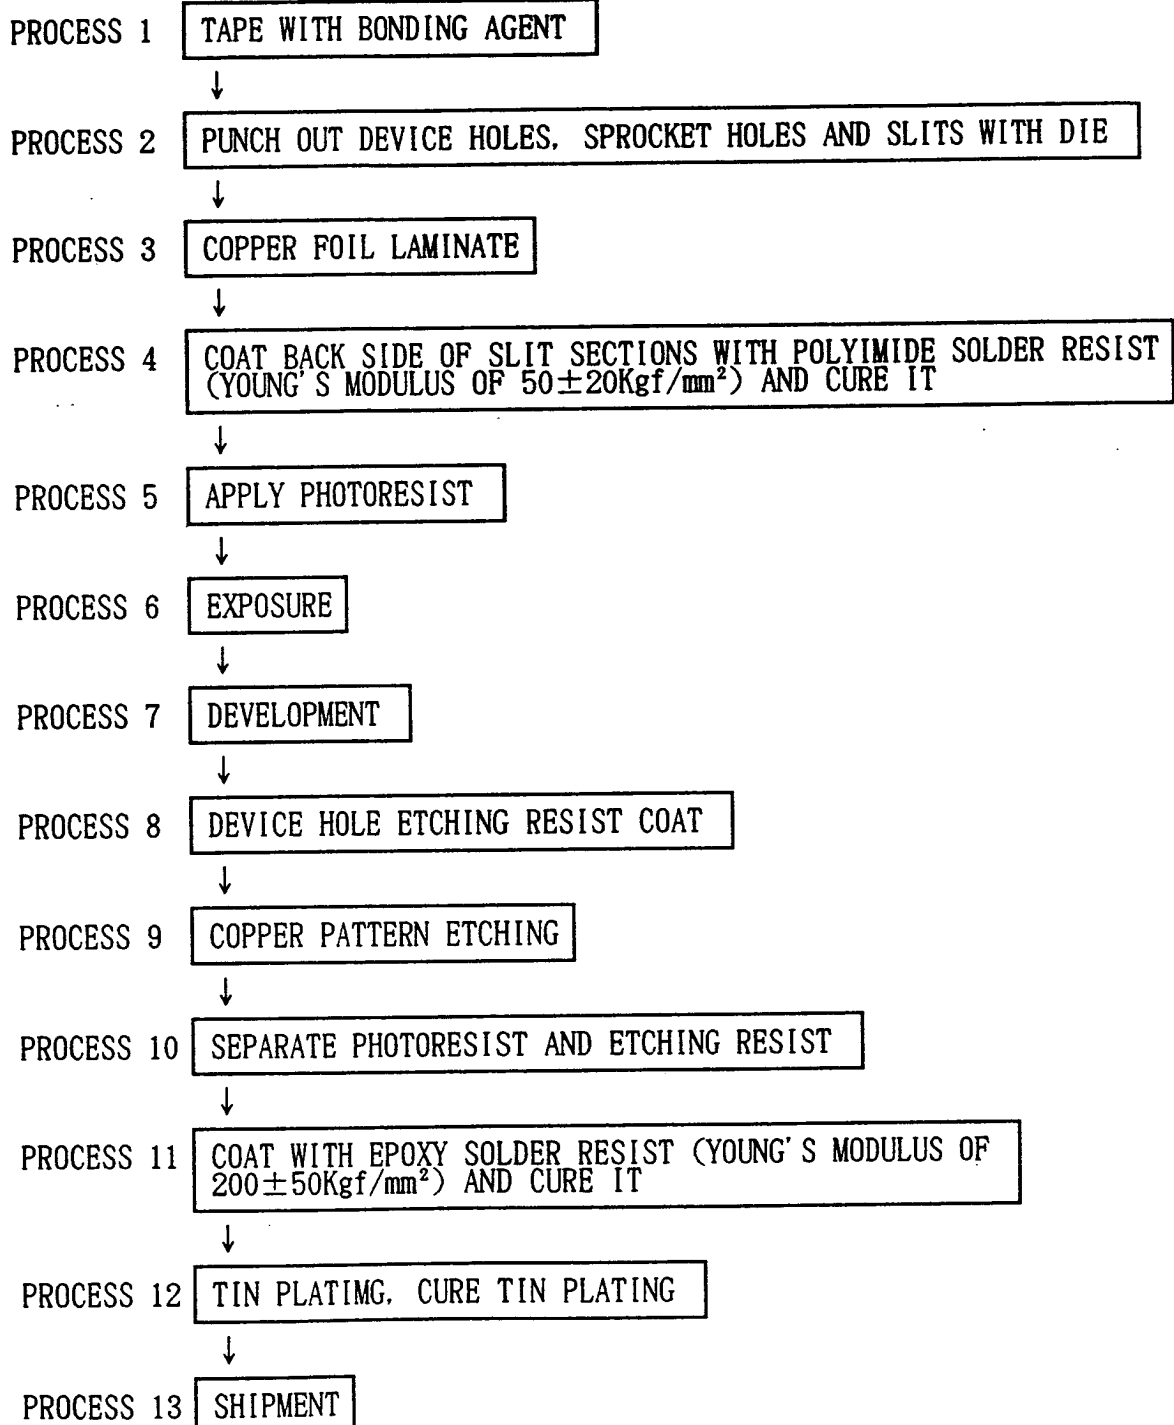 PROCESS 1 TAPE WITH BONDING AGENT
↓
PROCESS 2 PUNCH OUT DEVICE HOLES, SPROCKET HOLES AND SLITS WITH DIE
↓
PROCESS 3 COPPER FOIL LAMINATE
↓
PROCESS 4 COAT BACK SIDE OF SLIT SECTIONS WITH POLYIMIDE SOLDER RESIST
(YOUNG'S MODULUS OF 50±20Kgf/mm²) AND CURE IT
↓
PROCESS 5 APPLY PHOTORESIST
↓
PROCESS 6 EXPOSURE
↓
PROCESS 7 DEVELOPMENT
↓
PROCESS 8 DEVICE HOLE ETCHING RESIST COAT
↓
PROCESS 9 COPPER PATTERN ETCHING
↓
PROCESS 10 SEPARATE PHOTORESIST AND ETCHING RESIST
↓
PROCESS 11 COAT WITH EPOXY SOLDER RESIST (YOUNG'S MODULUS OF
200±50Kgf/mm²) AND CURE IT
↓
PROCESS 12 TIN PLATIMG, CURE TIN PLATING
↓
PROCESS 13 SHIPMENT